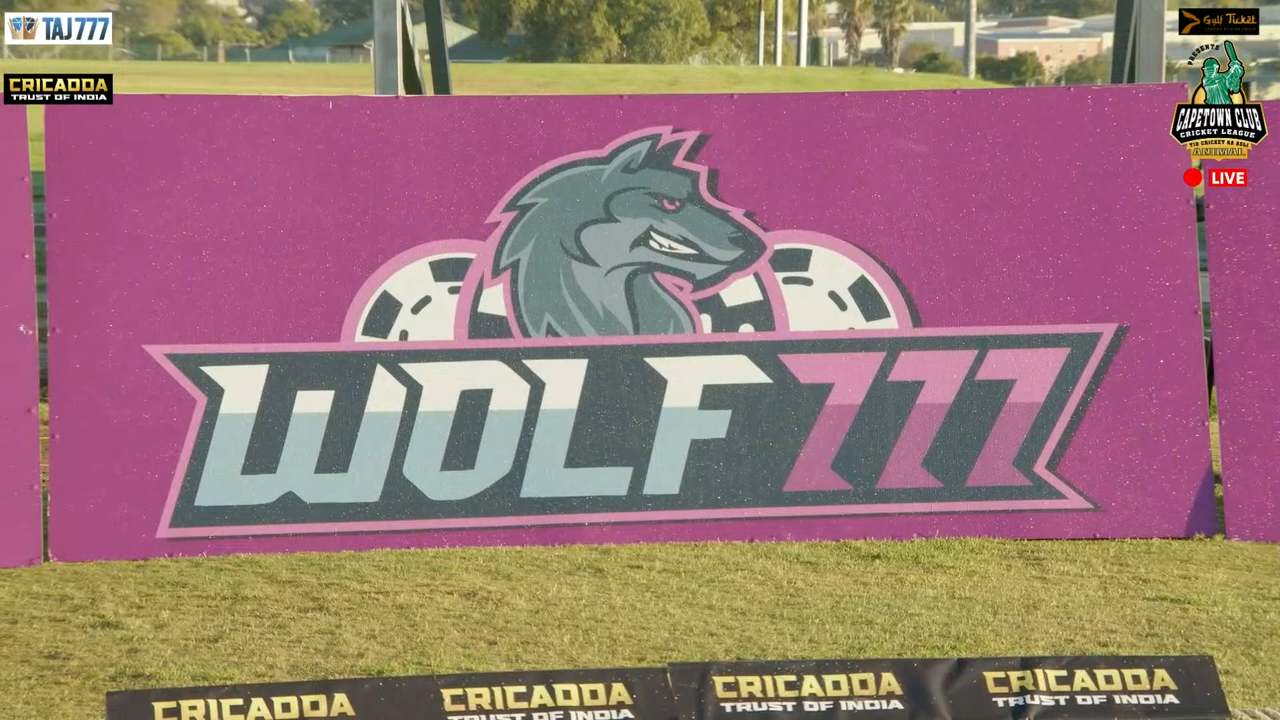 TAJ777
CRICADDA
TRUST OF INDIA
Gulf Ticket
PRESENTS
CAPETOWN CLUB
CRICKET LEAGUE
ANIMAL
LIVE
WOLF777
CRICADDA
CRICADDA
TRUST OF INDIA
CRICADDA
TRUST OF INDIA
CRICADDA
TRUST OF INDIA